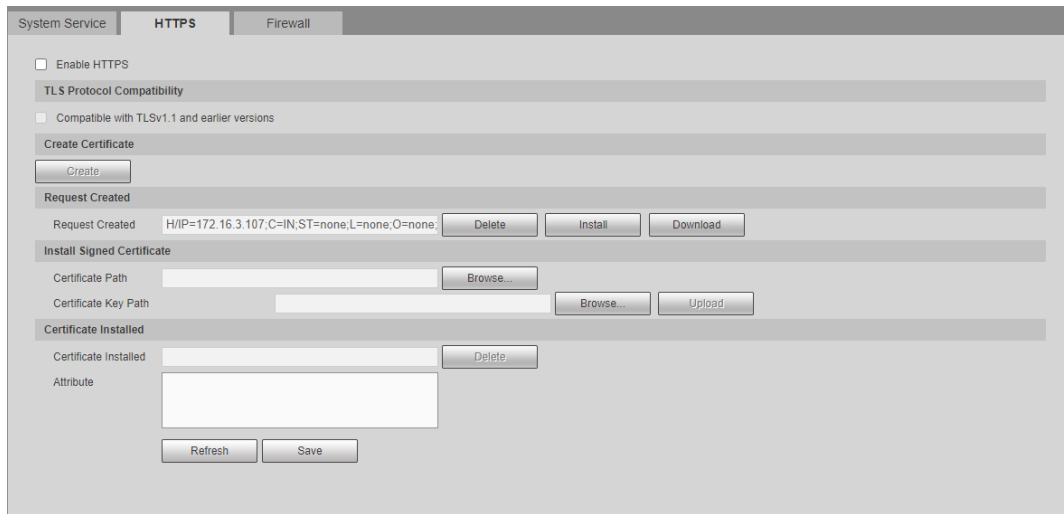 System Service HTTPS Firewall
Enable HTTPS
TLS Protocol Compatibility
Compatible with TLSv1.1 and earlier versions
Create Certificate
Create
Request Created
Request Created H/IP=172.16.3.107;C=IN;ST=none;L=none;O=none; Delete Install Download
Install Signed Certificate
Certificate Path Browse...
Certificate Key Path Browse... Upload
Certificate Installed
Certificate Installed Delete
Attribute
Refresh Save